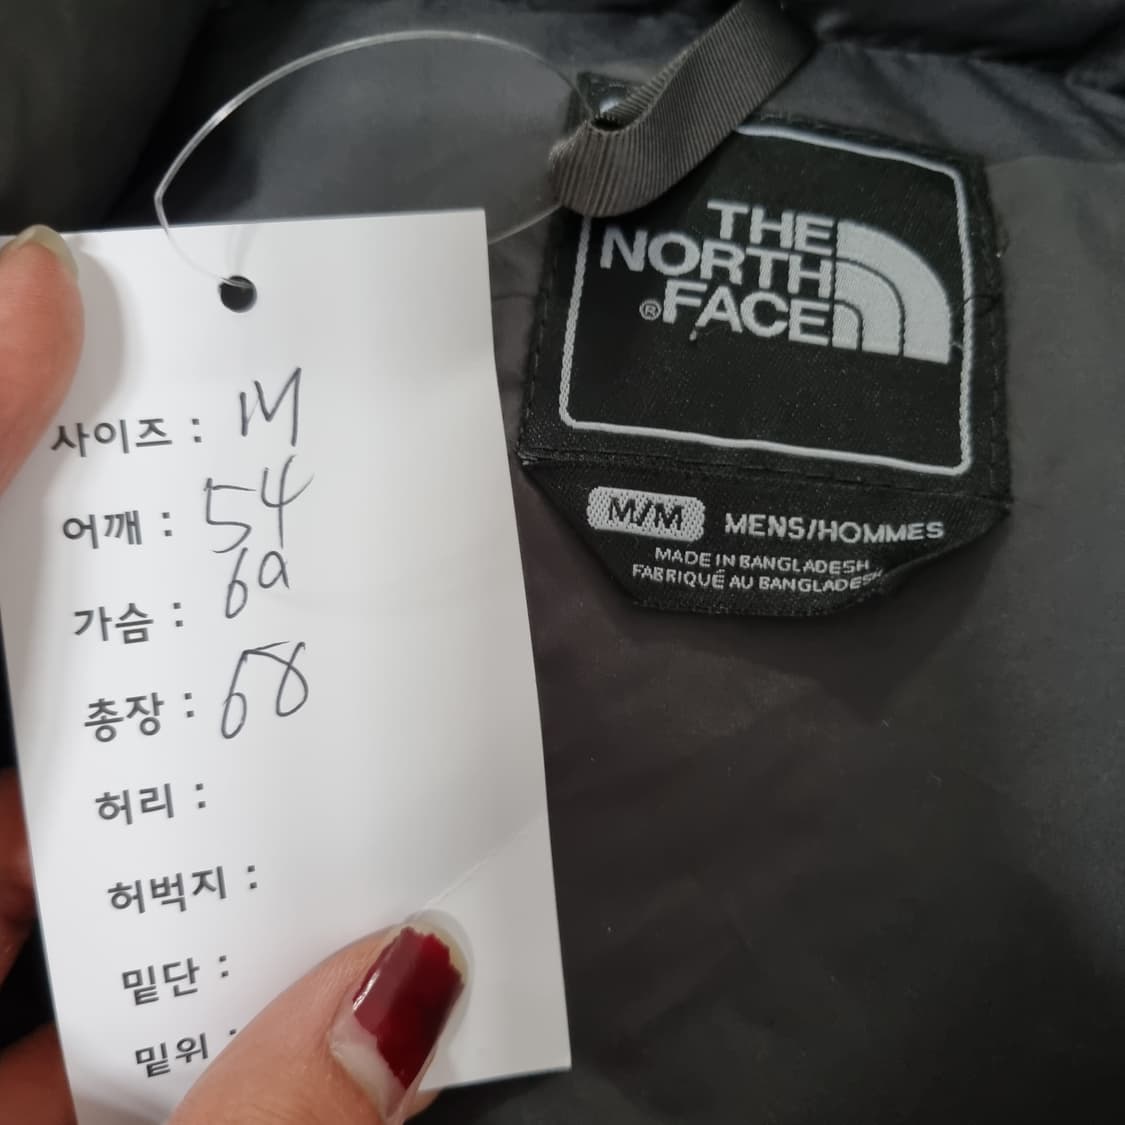 사이즈 : M
어깨 : 54
가슴 : 60
총장 : 68
허리 :
허벅지 :
밑단 :
밑위 :
THE
NORTH
®FACE
M/M MENS/HOMMES
MADE IN BANGLADESH
FABRIQUÉ AU BANGLADESH